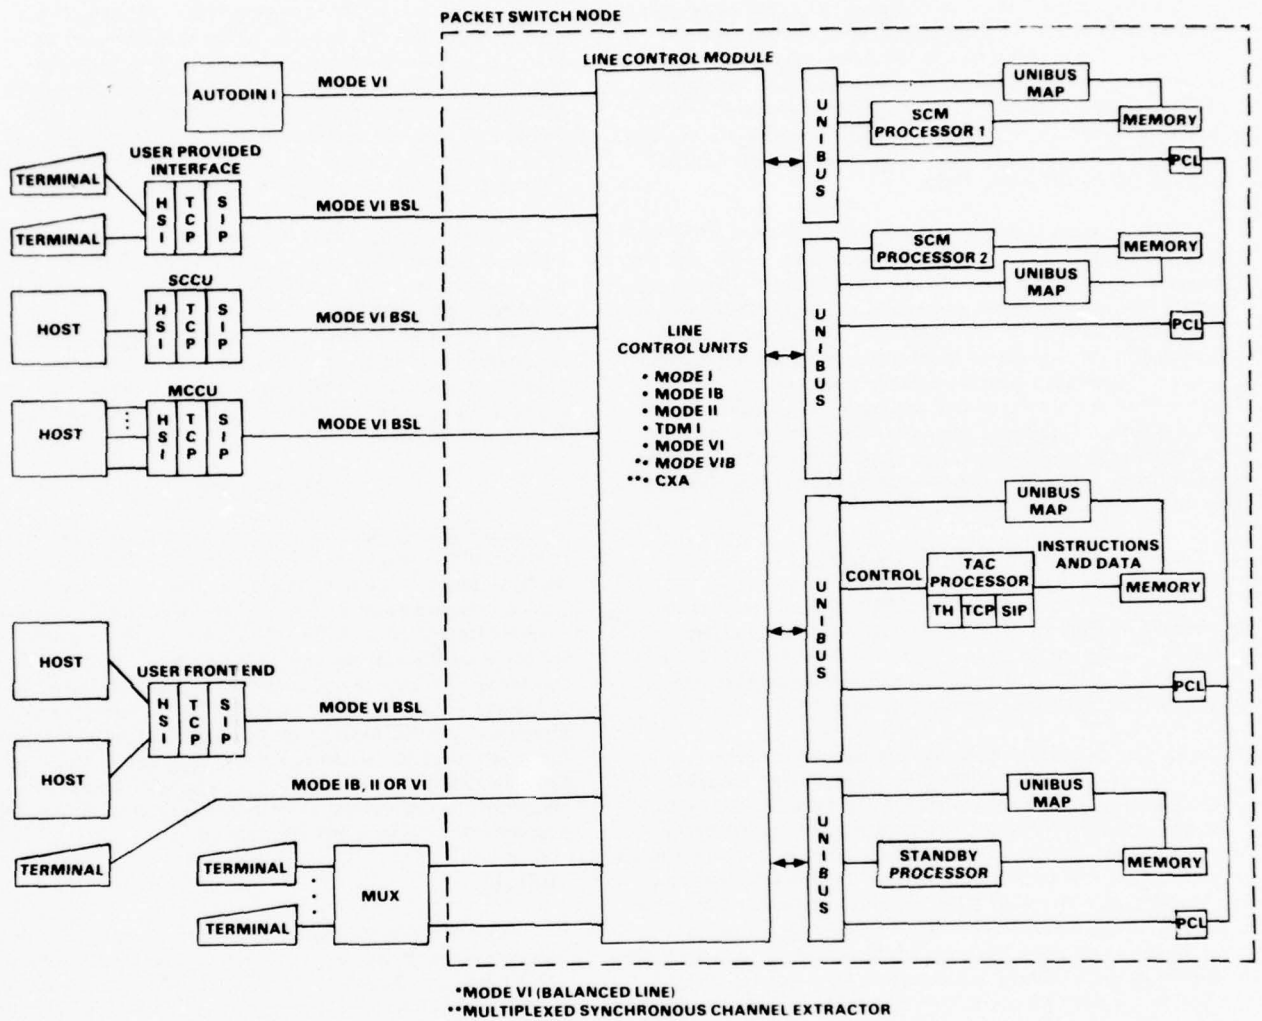 PACKET SWITCH NODE
LINE CONTROL MODULE
AUTODIN I
MODE VI
USER PROVIDED
INTERFACE
TERMINAL
TERMINAL
HSI
TCP
SIP
MODE VI BSL
SCCU
HOST
HSI
TCP
SIP
MODE VI BSL
MCCU
HOST
HSI
TCP
SIP
MODE VI BSL
HOST
HOST
USER FRONT END
HSI
TCP
SIP
MODE VI BSL
MODE IB, II OR VI
TERMINAL
TERMINAL
TERMINAL
MUX
LINE
CONTROL UNITS
• MODE I
• MODE IB
• MODE II
• TDM I
• MODE VI
*• MODE VIB
**• CXA
UNIBUS
UNIBUS
MAP
SCM
PROCESSOR 1
MEMORY
PCL
UNIBUS
SCM
PROCESSOR 2
MEMORY
UNIBUS
MAP
PCL
UNIBUS
UNIBUS
MAP
CONTROL
TAC
PROCESSOR
TH TCP SIP
INSTRUCTIONS
AND DATA
MEMORY
PCL
UNIBUS
UNIBUS
MAP
STANDBY
PROCESSOR
MEMORY
PCL
*MODE VI (BALANCED LINE)
**MULTIPLEXED SYNCHRONOUS CHANNEL EXTRACTOR